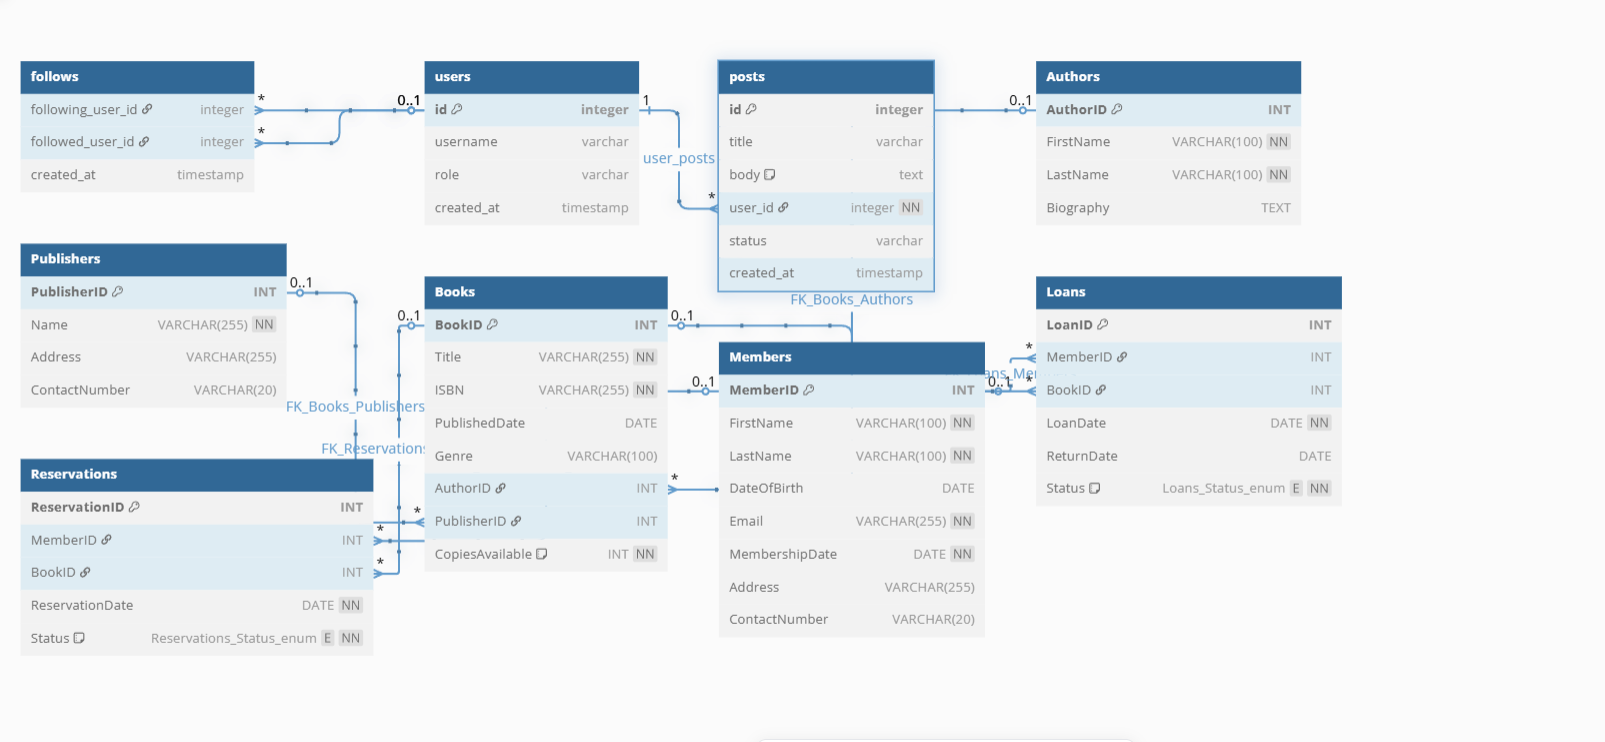 follows
following_user_id integer
followed_user_id integer
created_at timestamp
*
*
0..1
users
id integer
username varchar
role varchar
created_at timestamp
1
user_posts
*
posts
id integer
title varchar
body text
user_id integer NN
status varchar
created_at timestamp
0..1
Authors
AuthorID INT
FirstName VARCHAR(100) NN
LastName VARCHAR(100) NN
Biography TEXT
Publishers
PublisherID INT
Name VARCHAR(255) NN
Address VARCHAR(255)
ContactNumber VARCHAR(20)
0..1
FK_Books_Publishers
FK_Reservations
0..1
Books
BookID INT
Title VARCHAR(255) NN
ISBN VARCHAR(255) NN
PublishedDate DATE
Genre VARCHAR(100)
AuthorID INT
PublisherID INT
CopiesAvailable INT NN
0..1
FK_Books_Authors
0..1
*
Members
MemberID INT
FirstName VARCHAR(100) NN
LastName VARCHAR(100) NN
DateOfBirth DATE
Email VARCHAR(255) NN
MembershipDate DATE NN
Address VARCHAR(255)
ContactNumber VARCHAR(20)
0..1
*
*
Loans
LoanID INT
MemberID INT
BookID INT
LoanDate DATE NN
ReturnDate DATE
Status Loans_Status_enum E NN
Reservations
ReservationID INT
MemberID INT
BookID INT
ReservationDate DATE NN
Status Reservations_Status_enum E NN
*
*
*